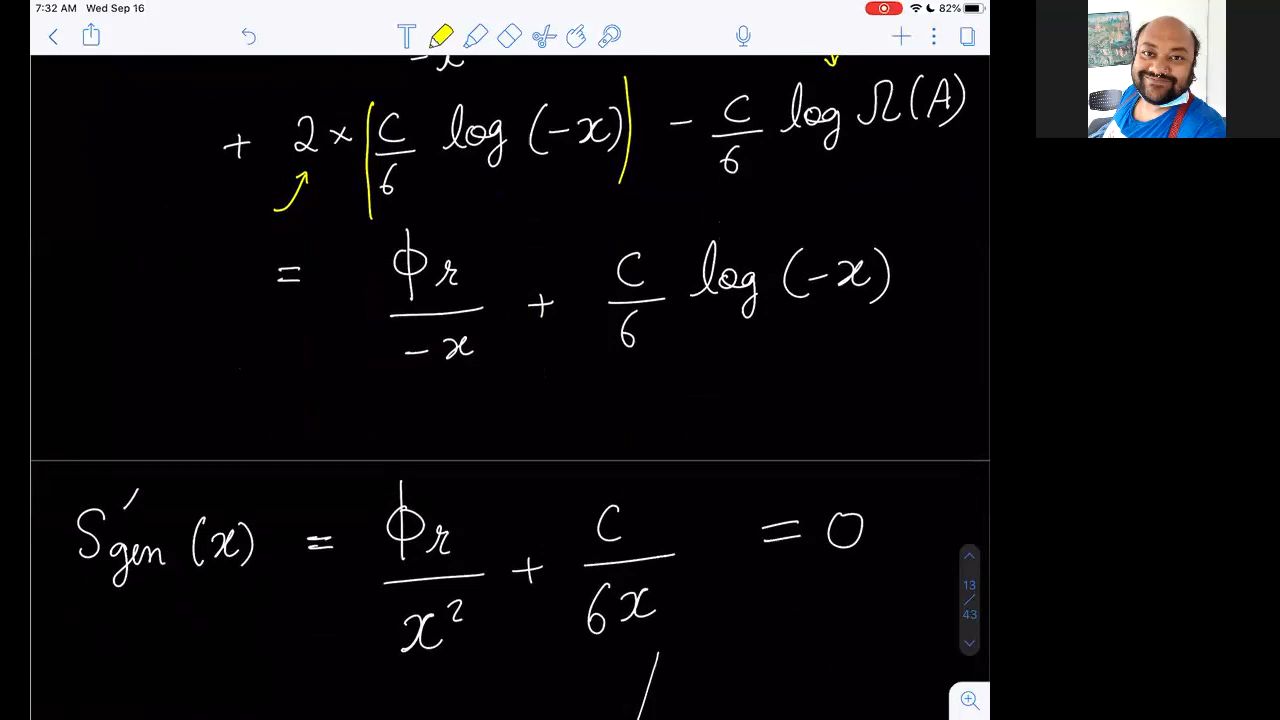 7:32 AM Wed Sep 16
82%
T
-x
+ 2 × | C/6 log (-x) | - C/6 log Ω(A)
= ϕr/-x + C/6 log (-x)
S'gen (x) = ϕr/x² + C/6x = 0
13/43